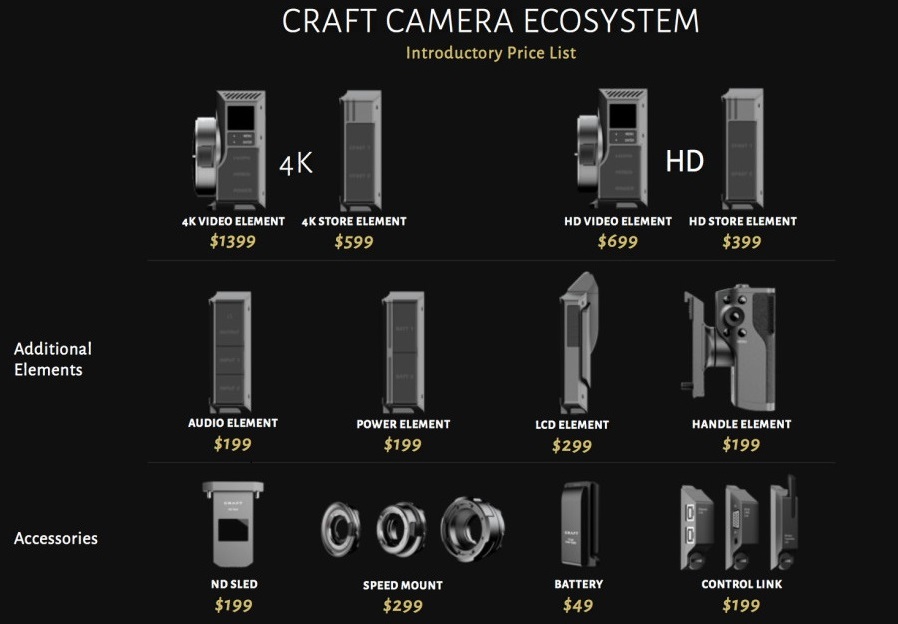 CRAFT CAMERA ECOSYSTEM
Introductory Price List
4K
HD
4K VIDEO ELEMENT
$1399
4K STORE ELEMENT
$599
HD VIDEO ELEMENT
$699
HD STORE ELEMENT
$399
Additional
Elements
AUDIO ELEMENT
$199
POWER ELEMENT
$199
LCD ELEMENT
$299
HANDLE ELEMENT
$199
Accessories
CRAFT
CRAFT
ND SLED
$199
SPEED MOUNT
$299
BATTERY
$49
CONTROL LINK
$199